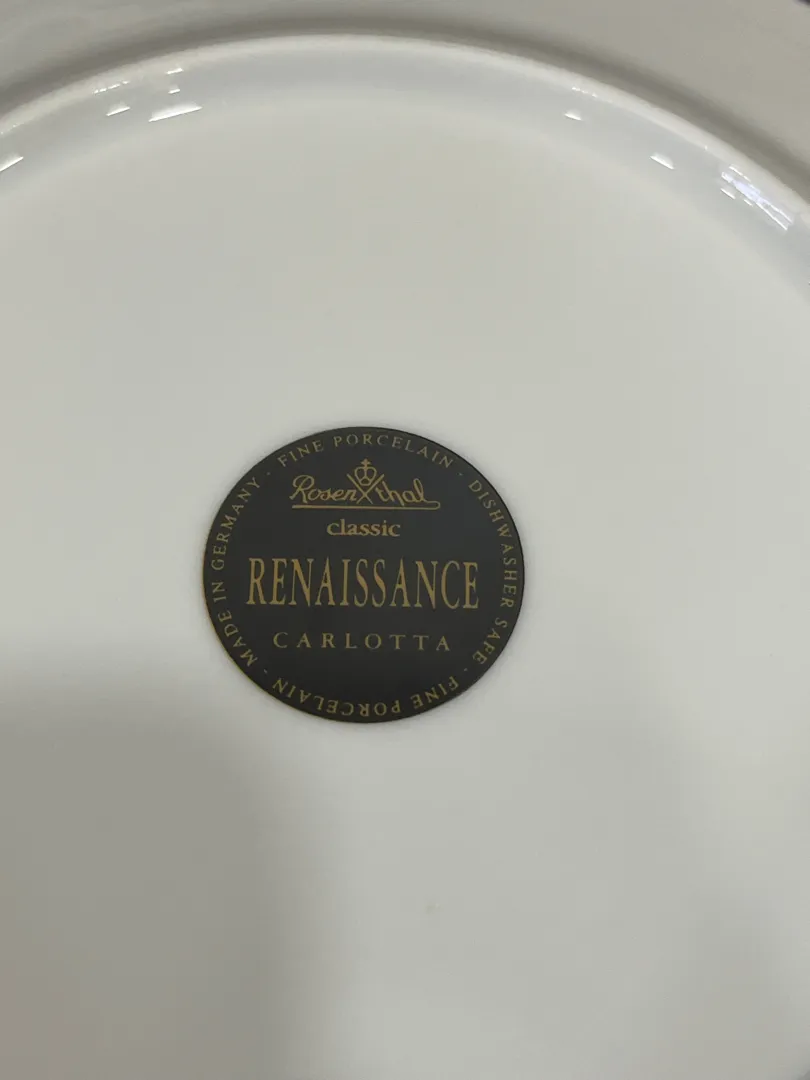 MADE IN GERMANY · FINE PORCELAIN · DISHWASHER SAFE · FINE PORCELAIN ·
Rosenthal
classic
RENAISSANCE
CARLOTTA